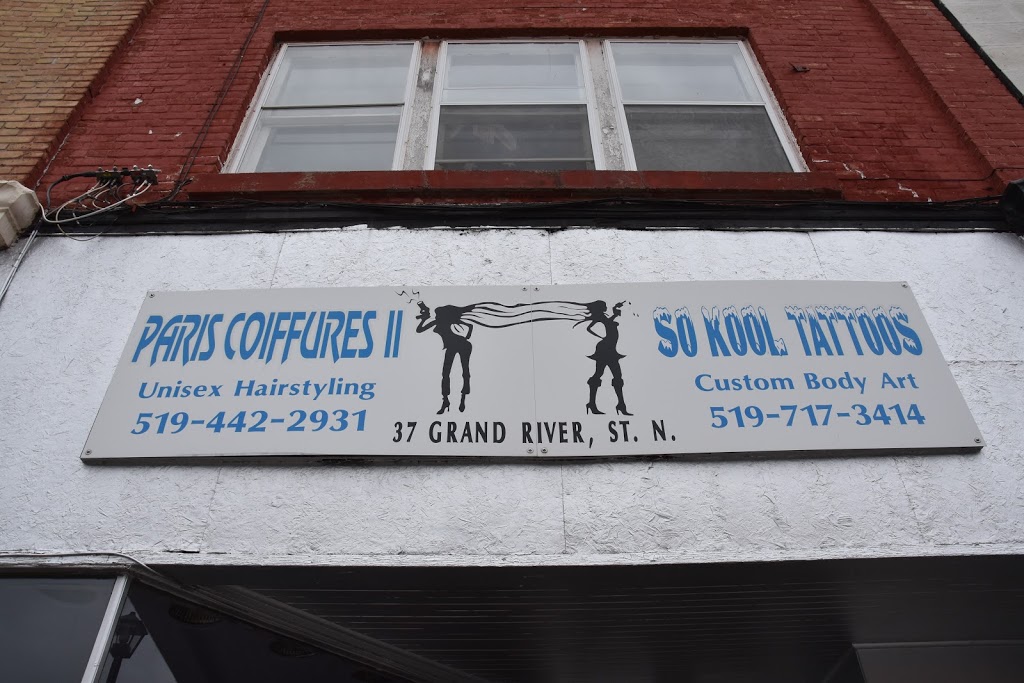 PARIS COIFFURES II
Unisex Hairstyling
519-442-2931
37 GRAND RIVER, ST. N.
SO KOOL TATTOOS
Custom Body Art
519-717-3414